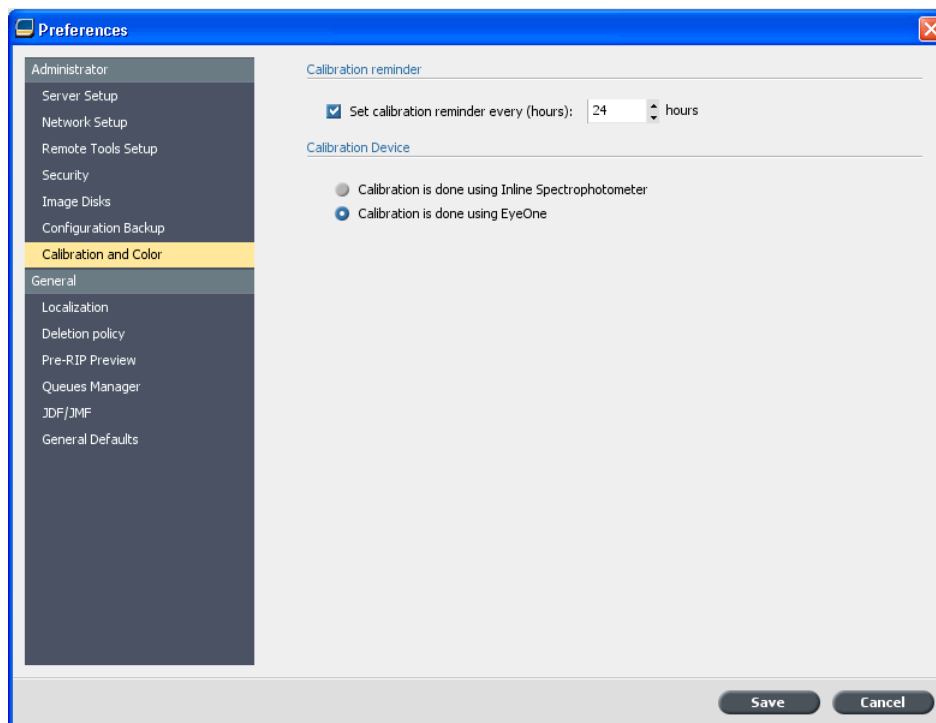 Preferences
Administrator
Server Setup
Network Setup
Remote Tools Setup
Security
Image Disks
Configuration Backup
Calibration and Color
General
Localization
Deletion policy
Pre-RIP Preview
Queues Manager
JDF/JMF
General Defaults
Calibration reminder
Set calibration reminder every (hours): 24 hours
Calibration Device
Calibration is done using Inline Spectrophotometer
Calibration is done using EyeOne
Save Cancel